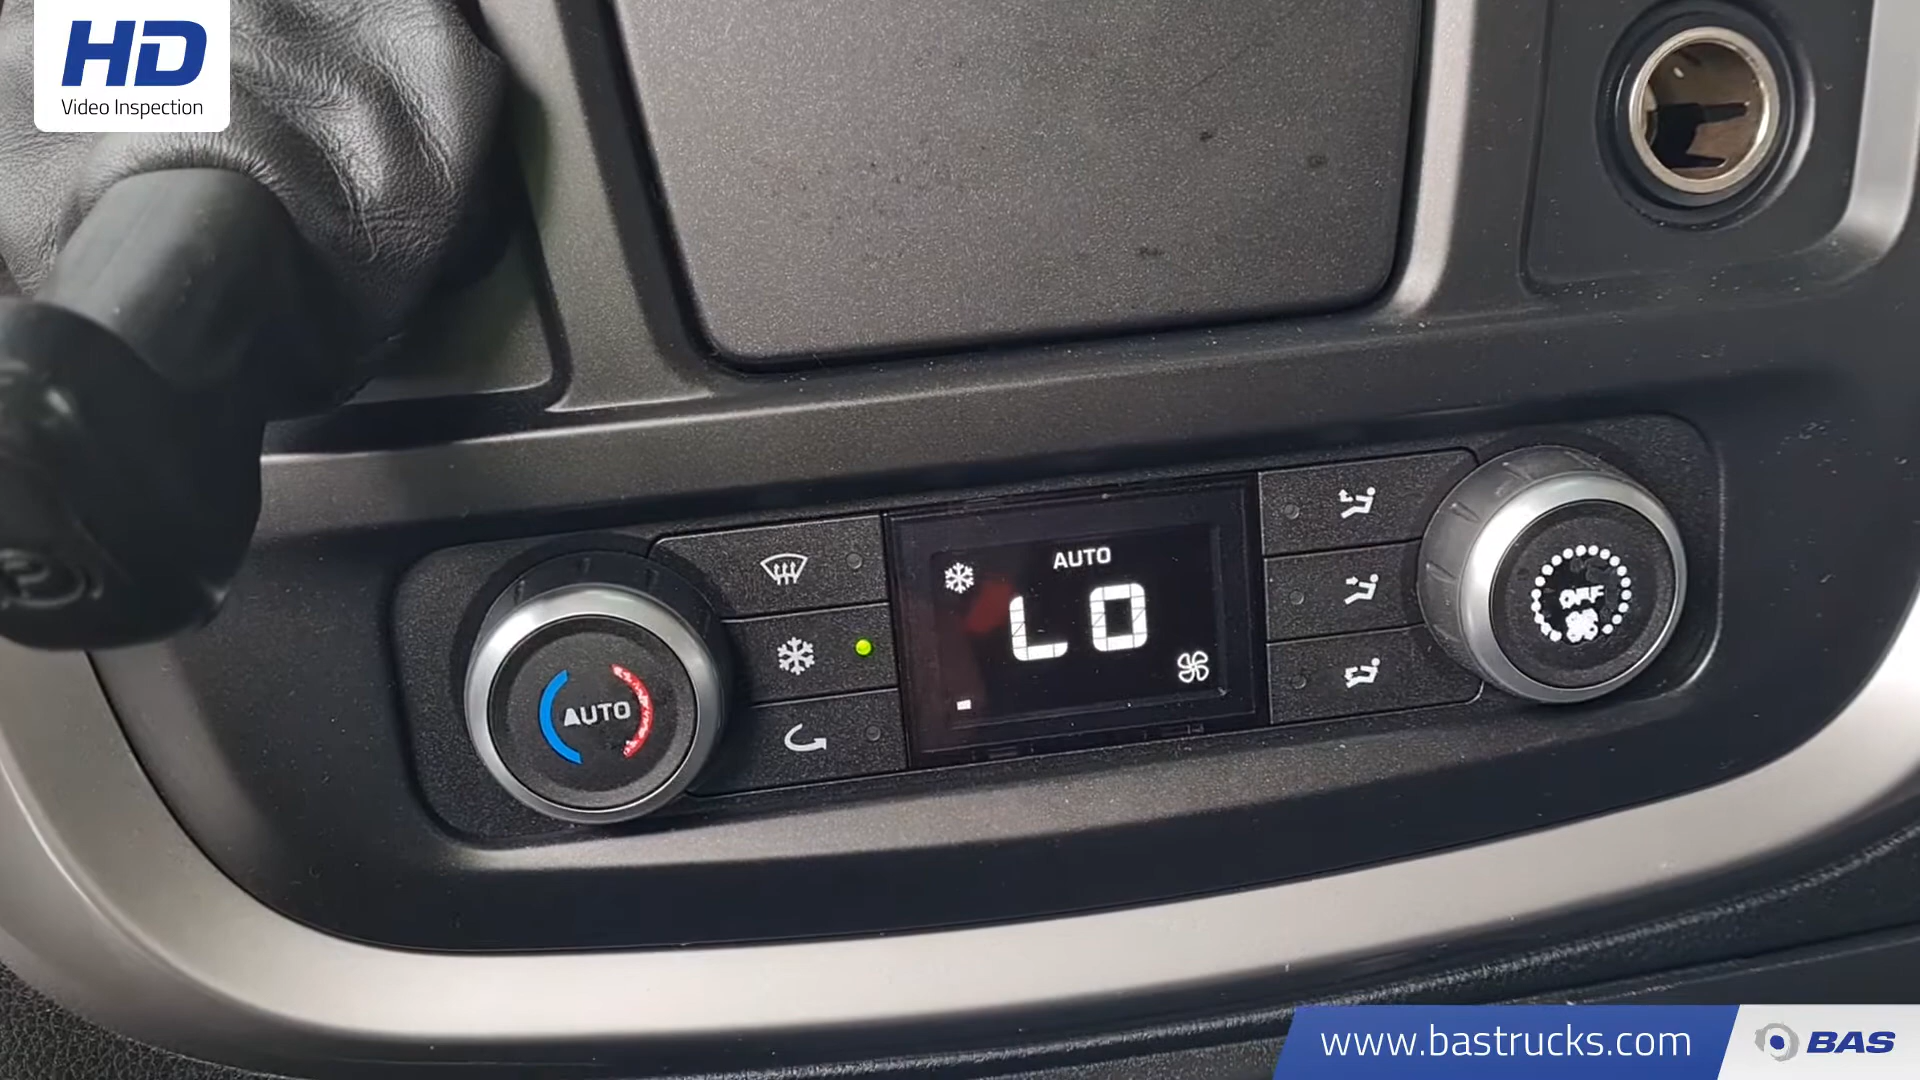 HD
Video Inspection
AUTO
LO
AUTO
OFF
www.bastrucks.com
BAS